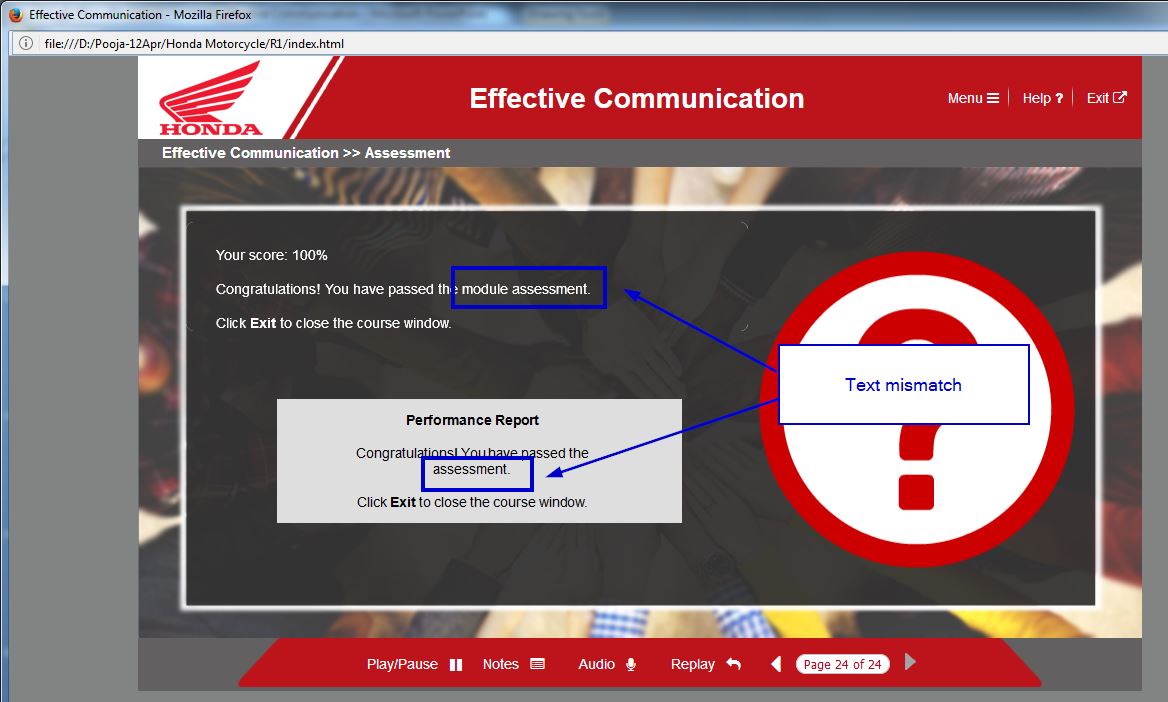 Effective Communication - Mozilla Firefox
file:///D:/Pooja-12Apr/Honda Motorcycle/R1/index.html
HONDA
Effective Communication
Menu Help ? Exit
Effective Communication >> Assessment
Your score: 100%
Congratulations! You have passed the module assessment.
Click Exit to close the course window.
Text mismatch
Performance Report
Congratulations! You have passed the
assessment.
Click Exit to close the course window.
Play/Pause Notes Audio Replay Page 24 of 24